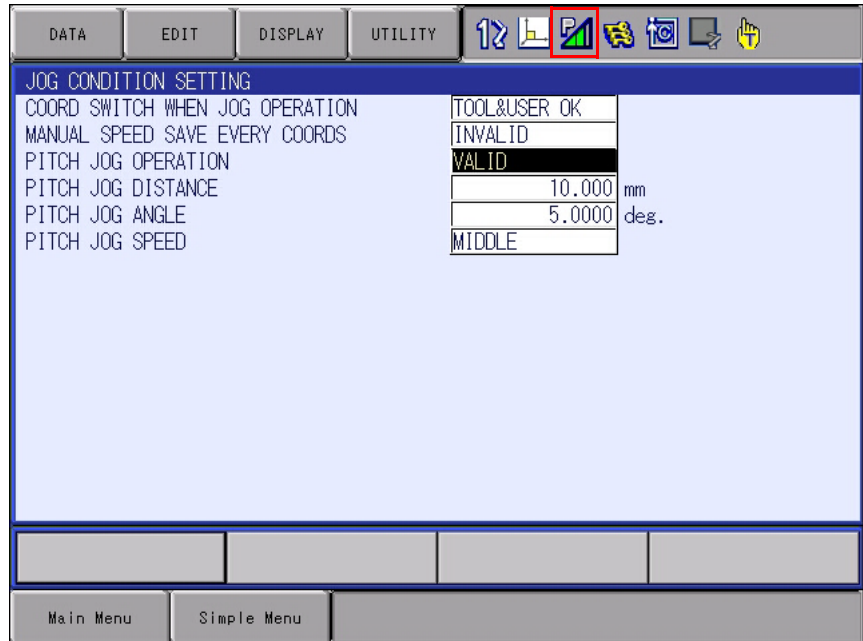 DATA EDIT DISPLAY UTILITY
JOG CONDITION SETTING
COORD SWITCH WHEN JOG OPERATION TOOL&USER OK
MANUAL SPEED SAVE EVERY COORDS INVALID
PITCH JOG OPERATION VALID
PITCH JOG DISTANCE 10.000 mm
PITCH JOG ANGLE 5.0000 deg.
PITCH JOG SPEED MIDDLE
Main Menu Simple Menu